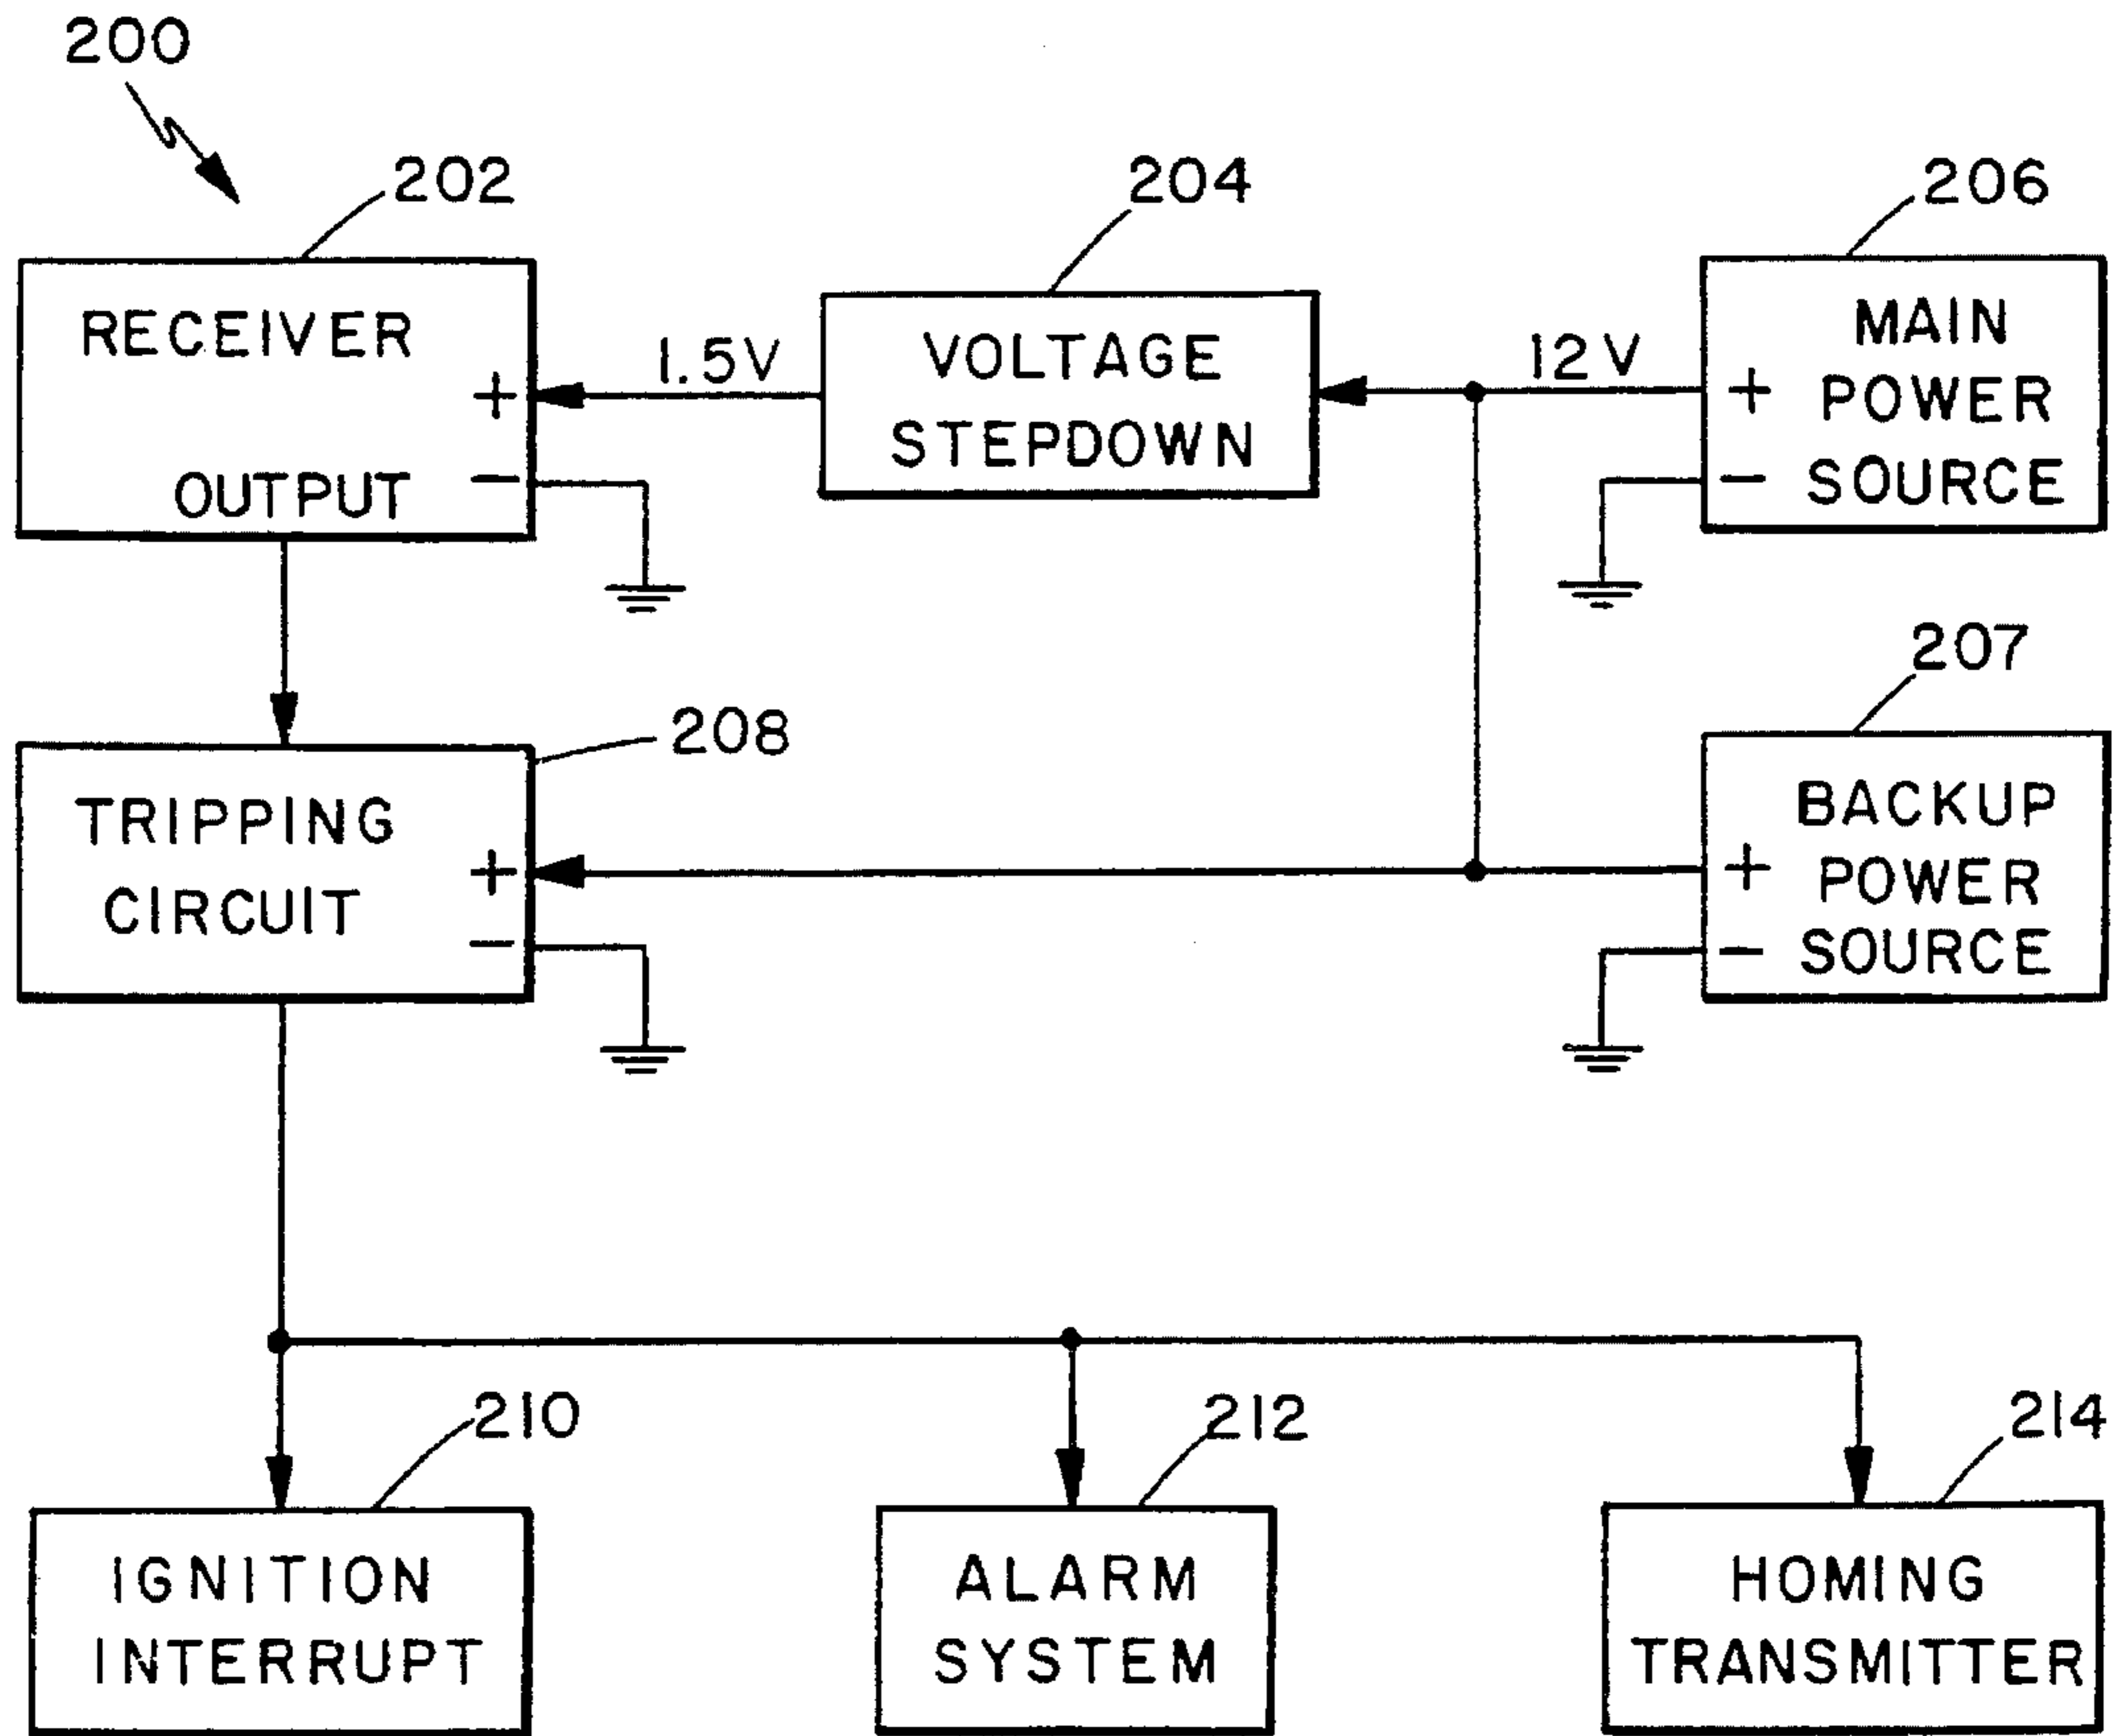 200
202
204
206
RECEIVER
+
OUTPUT
−
1.5V
VOLTAGE
STEPDOWN
12V
MAIN
+ POWER
− SOURCE
207
208
TRIPPING
+
CIRCUIT
−
BACKUP
+ POWER
− SOURCE
210
212
214
IGNITION
INTERRUPT
ALARM
SYSTEM
HOMING
TRANSMITTER